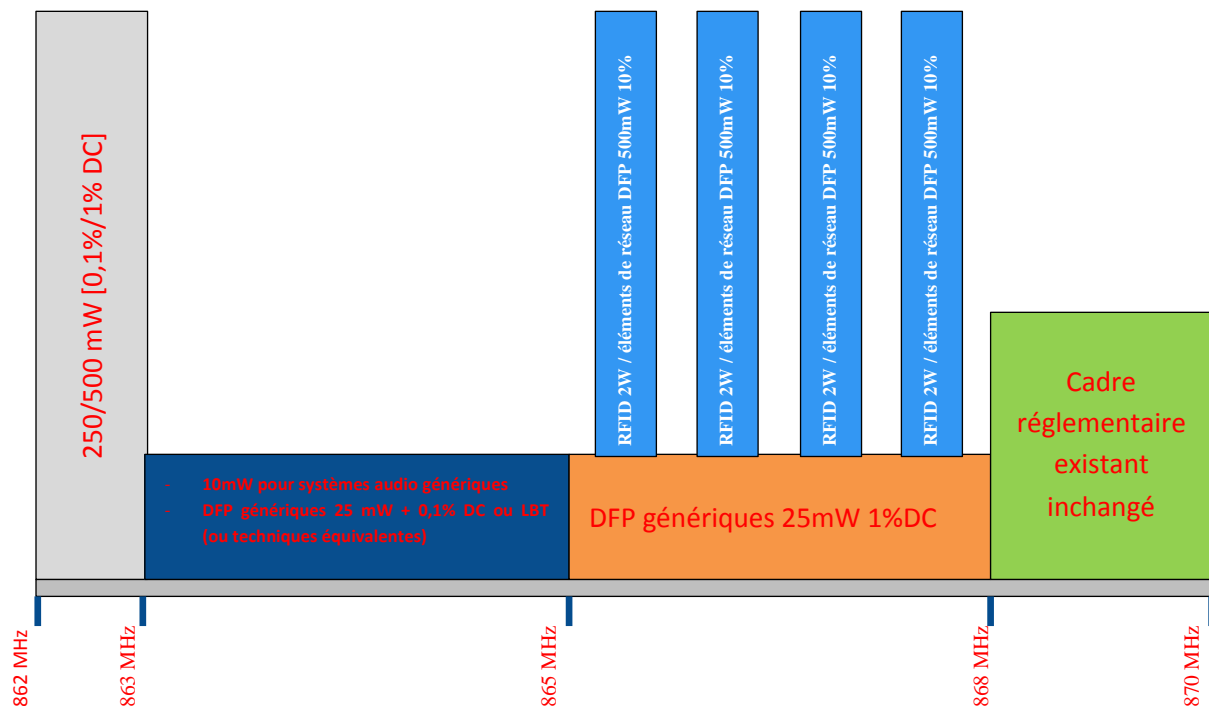 250/500 mW [0,1%/1% DC]
- 10mW pour systèmes audio génériques
- DFP génériques 25 mW + 0,1% DC ou LBT
(ou techniques équivalentes)
RFID 2W / éléments de réseau DFP 500mW 10%
RFID 2W / éléments de réseau DFP 500mW 10%
RFID 2W / éléments de réseau DFP 500mW 10%
RFID 2W / éléments de réseau DFP 500mW 10%
DFP génériques 25mW 1%DC
Cadre
réglementaire
existant
inchangé
862 MHz
863 MHz
865 MHz
868 MHz
870 MHz